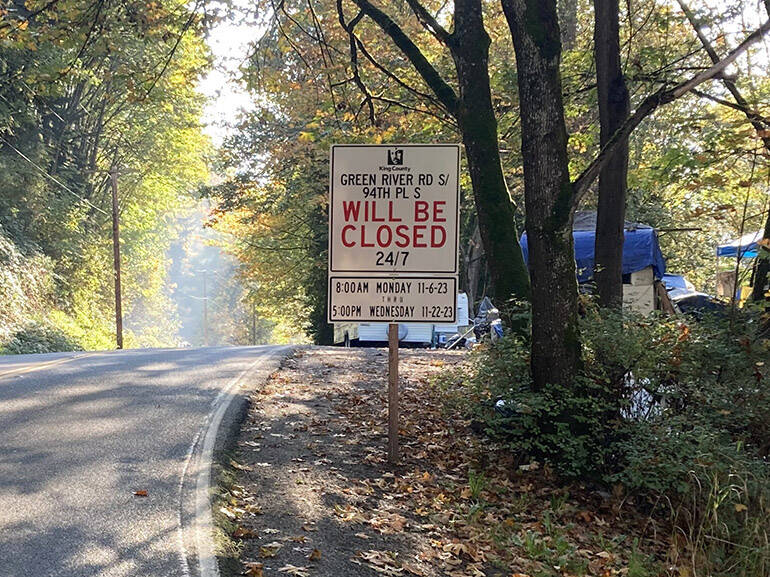 King County
GREEN RIVER RD S/
94TH PL S
WILL BE
CLOSED
24/7
8:00AM MONDAY 11-6-23
THRU
5:00PM WEDNESDAY 11-22-23